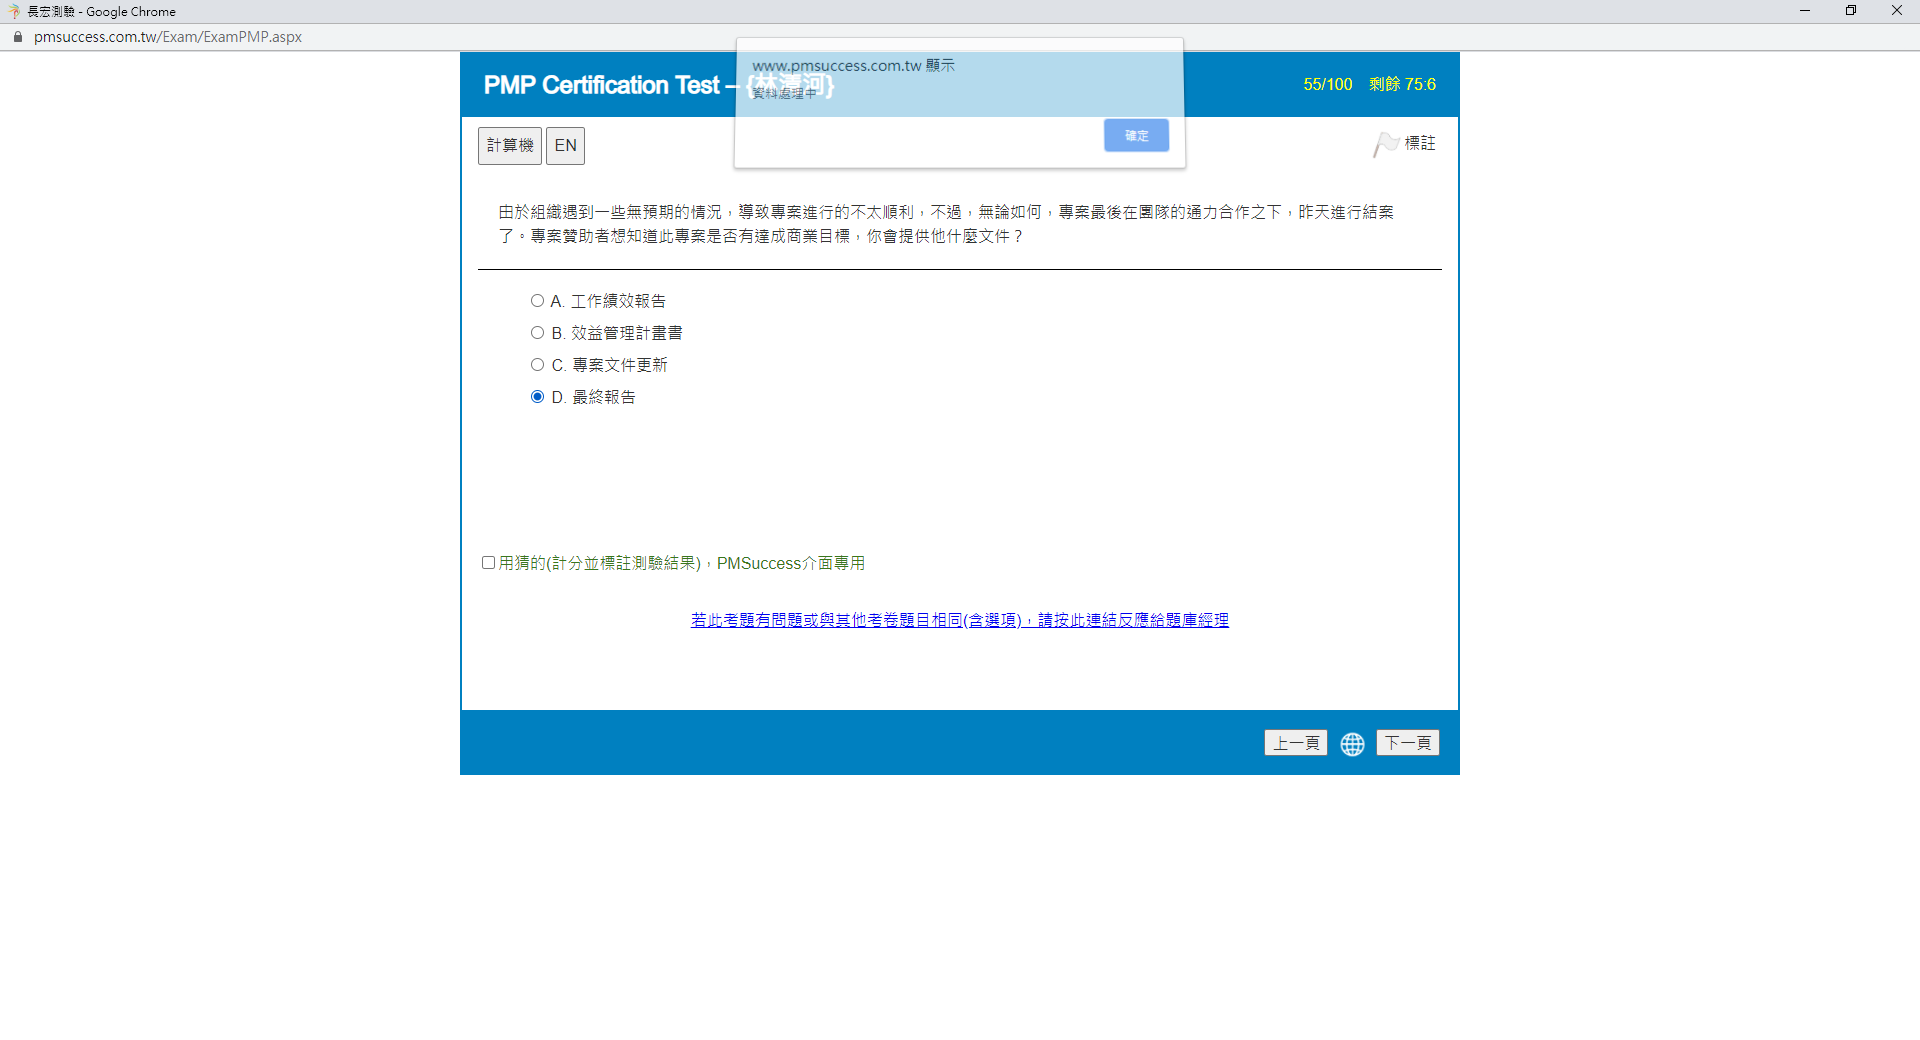 長宏測驗 - Google Chrome
pmsuccess.com.tw/Exam/ExamPMP.aspx
www.pmsuccess.com.tw 顯示
資料處理中
確定
PMP Certification Test – {林清河}
55/100 剩餘 75:6
計算機 EN
標註
由於組織遇到一些無預期的情況，導致專案進行的不太順利，不過，無論如何，專案最後在團隊的通力合作之下，昨天進行結案
了。專案贊助者想知道此專案是否有達成商業目標，你會提供他什麼文件？
A. 工作績效報告
B. 效益管理計畫書
C. 專案文件更新
D. 最終報告
用猜的(計分並標註測驗結果)，PMSuccess介面專用
若此考題有問題或與其他考卷題目相同(含選項)，請按此連結反應給題庫經理
上一頁 下一頁